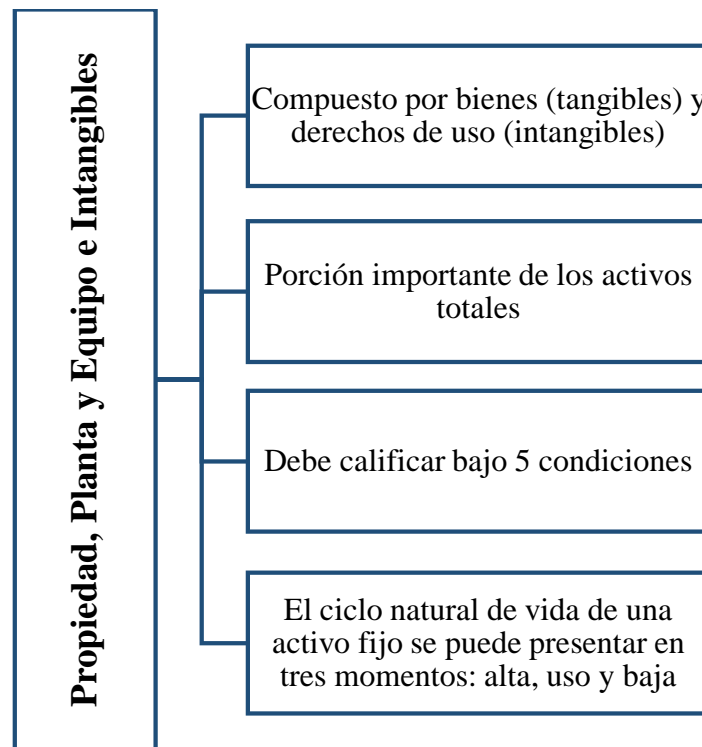 Propiedad, Planta y Equipo e Intangibles
Compuesto por bienes (tangibles) y
derechos de uso (intangibles)
Porción importante de los activos
totales
Debe calificar bajo 5 condiciones
El ciclo natural de vida de una
activo fijo se puede presentar en
tres momentos: alta, uso y baja